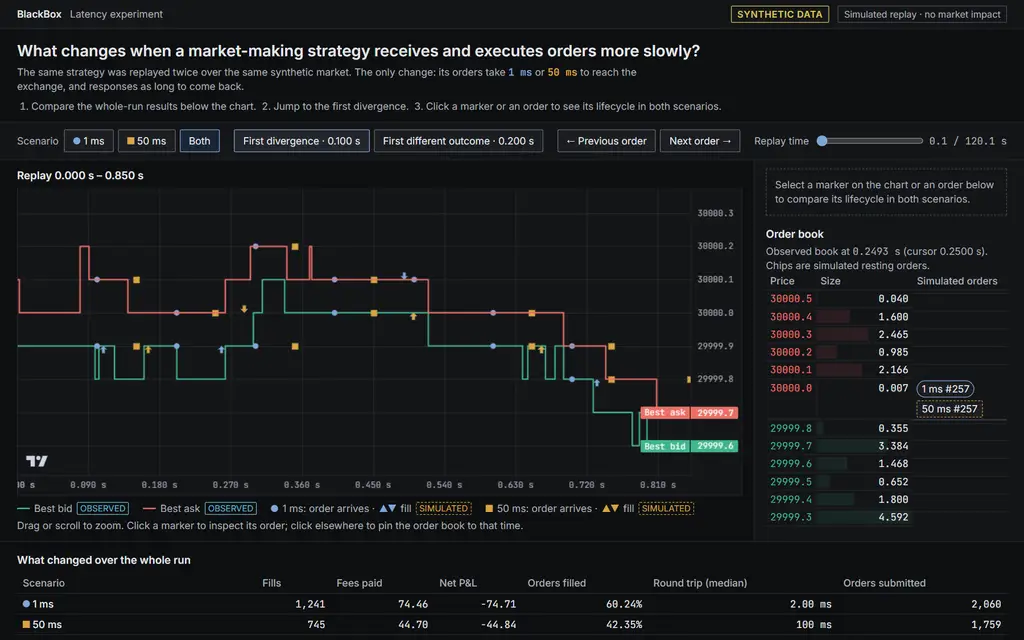 BlackBox Latency experiment
SYNTHETIC DATA
Simulated replay · no market impact
What changes when a market-making strategy receives and executes orders more slowly?
The same strategy was replayed twice over the same synthetic market. The only change: its orders take 1 ms or 50 ms to reach the
exchange, and responses as long to come back.
1. Compare the whole-run results below the chart. 2. Jump to the first divergence. 3. Click a marker or an order to see its lifecycle in both scenarios.
Scenario 1 ms 50 ms Both First divergence · 0.100 s First different outcome · 0.200 s ← Previous order Next order → Replay time 0.1 / 120.1 s
Replay 0.000 s – 0.850 s
30000.3
30000.2
30000.1
30000.0
29999.9
29999.8
Best ask 29999.7
Best bid 29999.6
0 s 0.090 s 0.180 s 0.270 s 0.360 s 0.450 s 0.540 s 0.630 s 0.720 s 0.810 s
Best bid OBSERVED Best ask OBSERVED 1 ms: order arrives · ▲▼ fill SIMULATED 50 ms: order arrives · ▲▼ fill SIMULATED
Drag or scroll to zoom. Click a marker to inspect its order; click elsewhere to pin the order book to that time.
Select a marker on the chart or an order below
to compare its lifecycle in both scenarios.
Order book
Observed book at 0.2493 s (cursor 0.2500 s).
Chips are simulated resting orders.
Price Size Simulated orders
30000.5 0.040
30000.4 1.600
30000.3 2.465
30000.2 0.985
30000.1 2.166
30000.0 0.007 1 ms #257
50 ms #257
29999.8 0.355
29999.7 3.384
29999.6 1.468
29999.5 0.652
29999.4 1.800
29999.3 4.592
What changed over the whole run
Scenario Fills Fees paid Net P&L Orders filled Round trip (median) Orders submitted
1 ms 1,241 74.46 -74.71 60.24% 2.00 ms 2,060
50 ms 745 44.70 -44.84 42.35% 100 ms 1,759